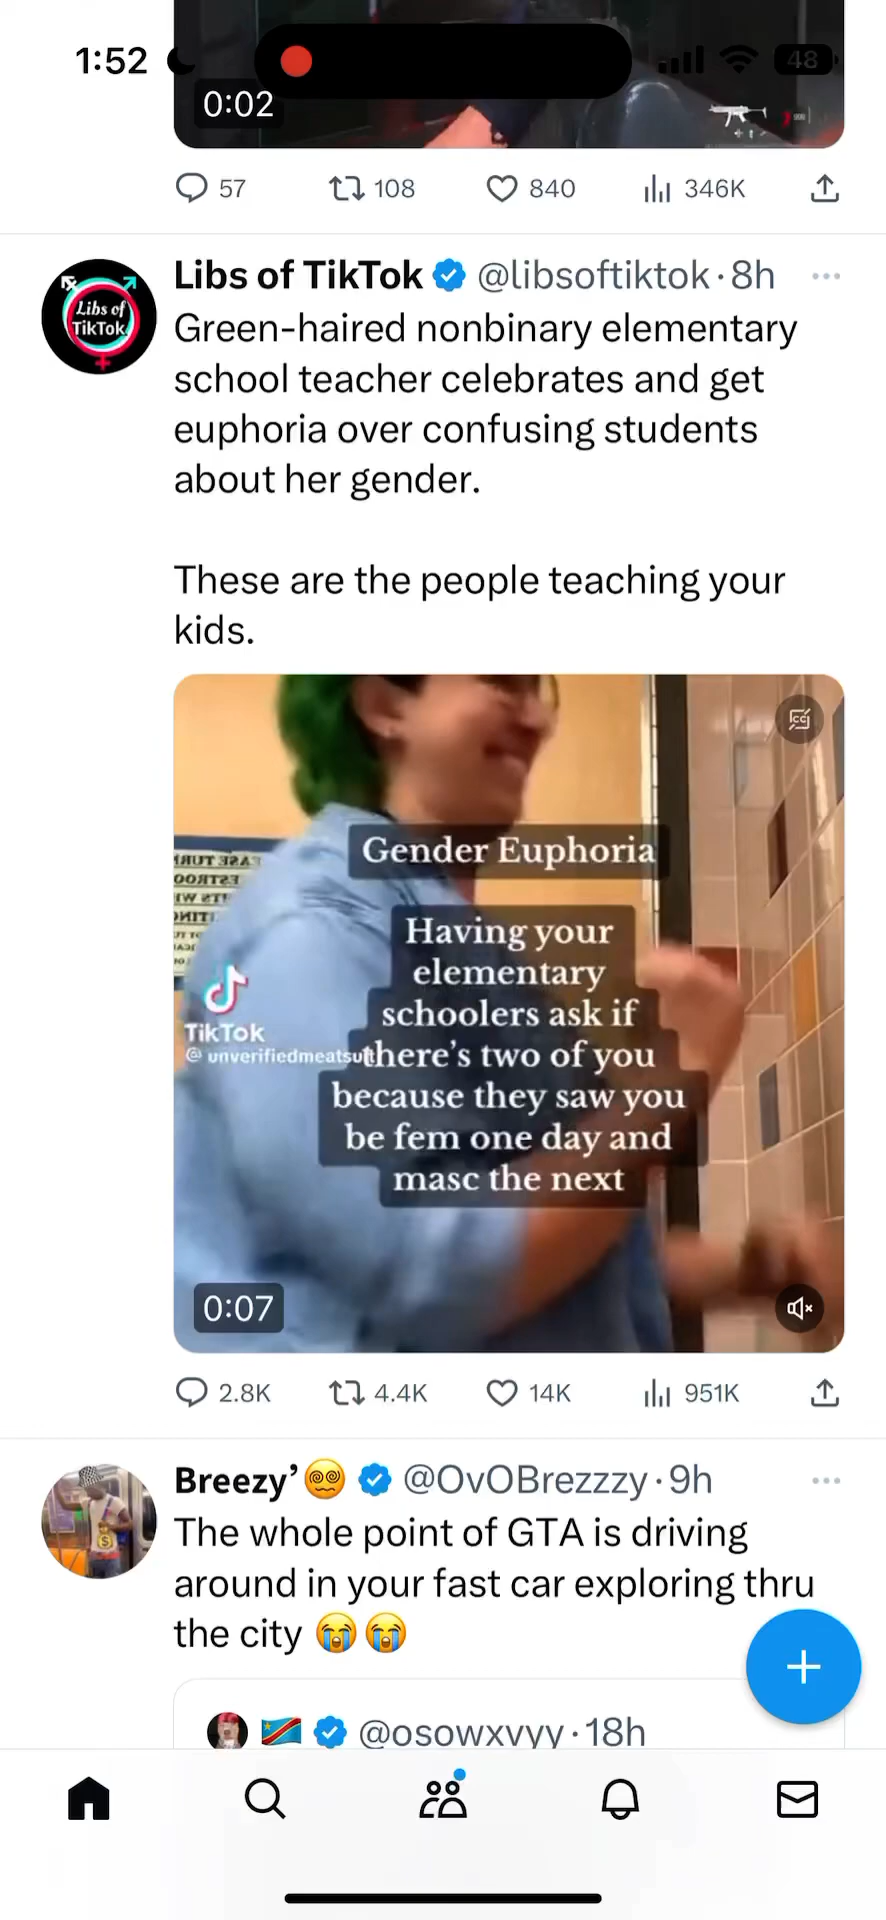 1:52
48
0:02
57 108 840 346K
Libs of TikTok @libsoftiktok · 8h
Libs of
TikTok
Green-haired nonbinary elementary
school teacher celebrates and get
euphoria over confusing students
about her gender.
These are the people teaching your
kids.
Gender Euphoria
Having your
elementary
schoolers ask if
there's two of you
because they saw you
be fem one day and
masc the next
TikTok
0:07
2.8K 4.4K 14K 951K
Breezy' @OvOBrezzzy · 9h
The whole point of GTA is driving
around in your fast car exploring thru
the city 😭😭
@osowxvyy · 18h